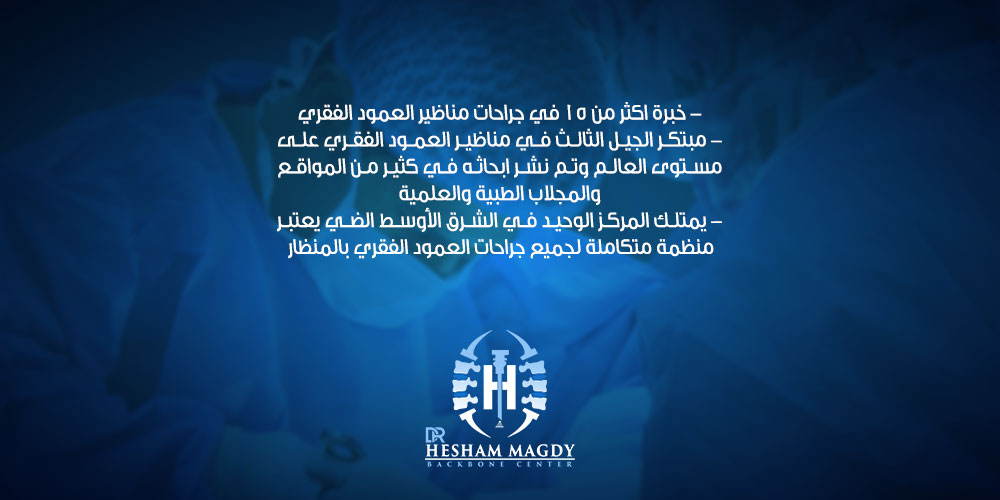 - خبرة اكثر من ١٥ في جراحات مناظير العمود الفقري
- مبتكر الجيل الثالث في مناظير العمود الفقري على
مستوى العالم وتم نشر ابحاثه في كثير من المواقع
والمجلاب الطبية والعلمية
- يمتلك المركز الوحيد في الشرق الأوسط الضي يعتبر
منظمة متكاملة لجميع جراحات العمود الفقري بالمنظار
H
DR
HESHAM MAGDY
BACKBONE CENTER